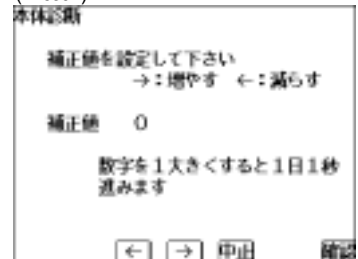 本体診断
補正値を設定して下さい
→:増やす ←:減らす
補正値 0
数字を1大きくすると1日1秒
進みます
← → 中止 確認